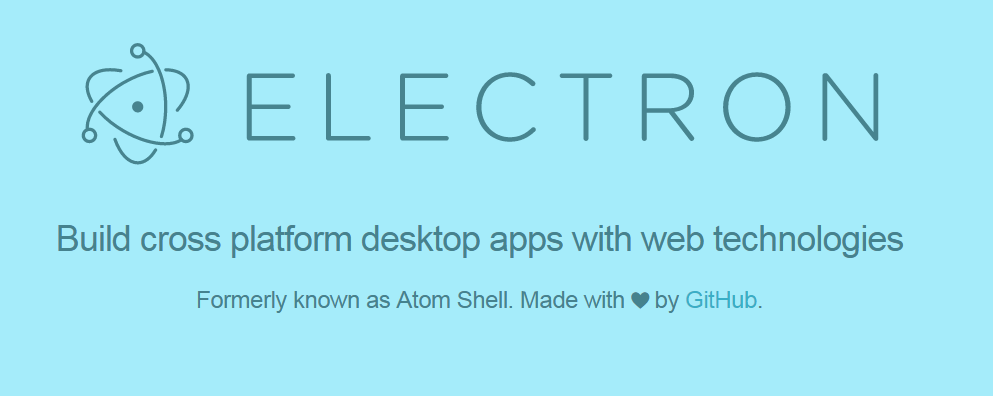 ELECTRON
Build cross platform desktop apps with web technologies
Formerly known as Atom Shell. Made with ♥ by GitHub.